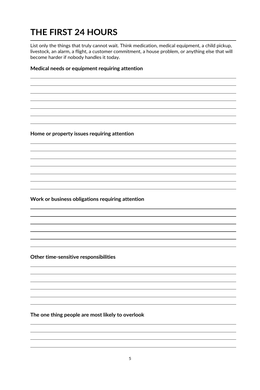 THE FIRST 24 HOURS
List only the things that truly cannot wait. Think medication, medical equipment, a child pickup,
livestock, an alarm, a flight, a customer commitment, a house problem, or anything else that will
become harder if nobody handles it today.
Medical needs or equipment requiring attention
Home or property issues requiring attention
Work or business obligations requiring attention
Other time-sensitive responsibilities
The one thing people are most likely to overlook